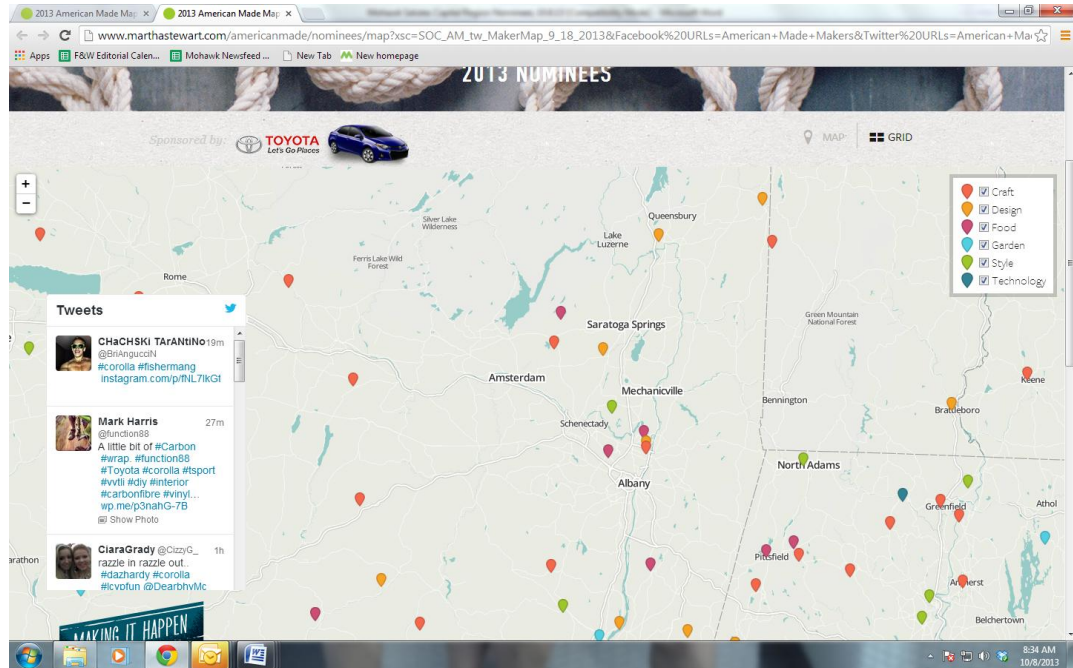 2013 American Made Map
2013 American Made Map
www.marthastewart.com/americanmade/nominees/map?xsc=SOC_AM_tw_MakerMap_9_18_2013&Facebook%20URLs=American+Made+Makers&Twitter%20URLs=American+Ma
Apps
F&W Editorial Calen...
Mohawk Newsfeed ...
New Tab
New homepage
2013 NOMINEES
Sponsored by:
TOYOTA
Let's Go Places
MAP
GRID
+
−
Craft
Design
Food
Garden
Style
Technology
Silver Lake
Wilderness
Queensbury
Lake
Luzerne
Ferris Lake Wild
Forest
Rome
Green Mountain
National Forest
Saratoga Springs
Amsterdam
Mechanicville
Keene
Bennington
Brattleboro
Schenectady
North Adams
Albany
Greenfield
Athol
Pittsfield
Amherst
Belchertown
arathon
Tweets
CHaCHSKi TArANtiNo 19m
@BriAngucciN
#corolla #fishermang
instagram.com/p/fNL7lkGf
Mark Harris 27m
@function88
A little bit of #Carbon
#wrap. #function88
#Toyota #corolla #tsport
#vvtli #diy #interior
#carbonfibre #vinyl...
wp.me/p3nahG-7B
Show Photo
CiaraGrady @CizzyG_ 1h
razzle in razzle out..
#dazhardy #corolla
#lcvpfun @DearbhyMc
MAKING IT HAPPEN
8:34 AM
10/8/2013